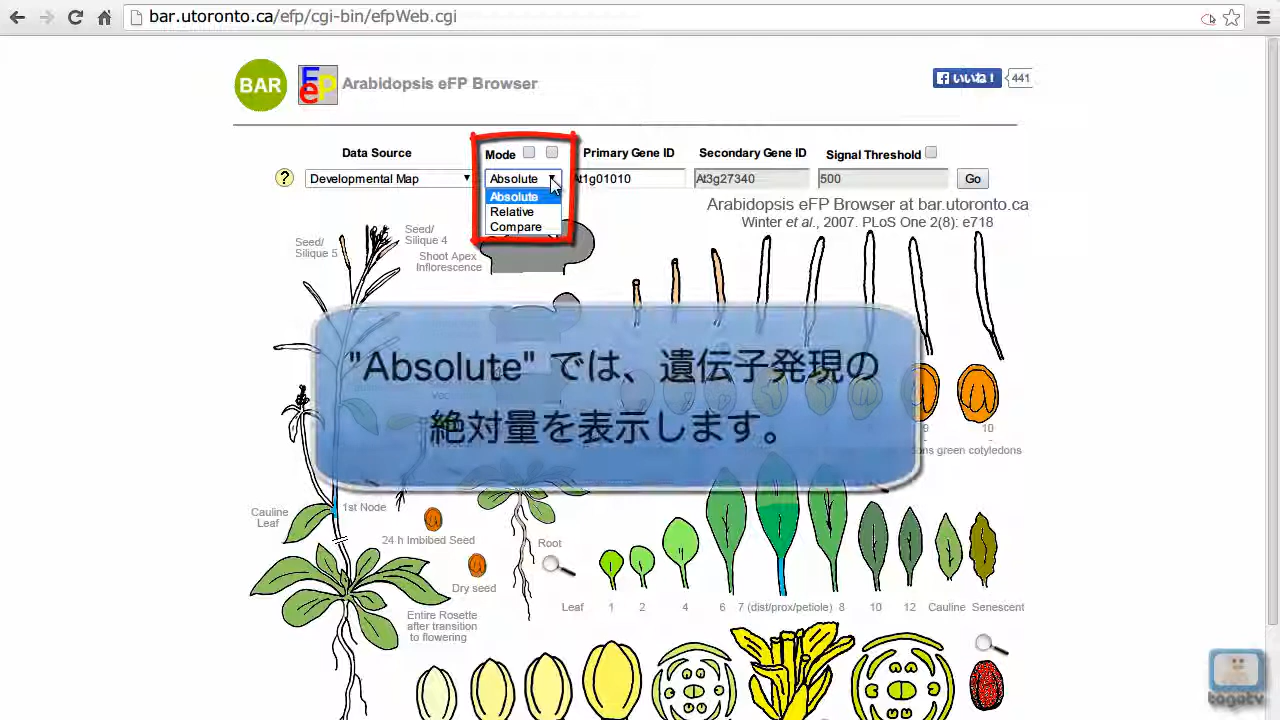 bar.utoronto.ca/efp/cgi-bin/efpWeb.cgi
BAR
eFP
Arabidopsis eFP Browser
いいね！
441
Data Source
Mode
Primary Gene ID
Secondary Gene ID
Signal Threshold
?
Developmental Map
Absolute
At1g01010
At3g27340
500
Go
Absolute
Relative
Compare
Arabidopsis eFP Browser at bar.utoronto.ca
Winter et al., 2007. PLoS One 2(8): e718
Seed/
Silique 5
Seed/
Silique 4
Shoot Apex
Inflorescence
"Absolute" では、遺伝子発現の
絶対量を表示します。
9
10
-
-
green cotyledons
Cauline
Leaf
1st Node
24 h Imbibed Seed
Root
Dry seed
Entire Rosette
after transition
to flowering
Leaf
1
2
4
6
7 (dist/prox/petiole)
8
10
12
Cauline
Senescent
togotv